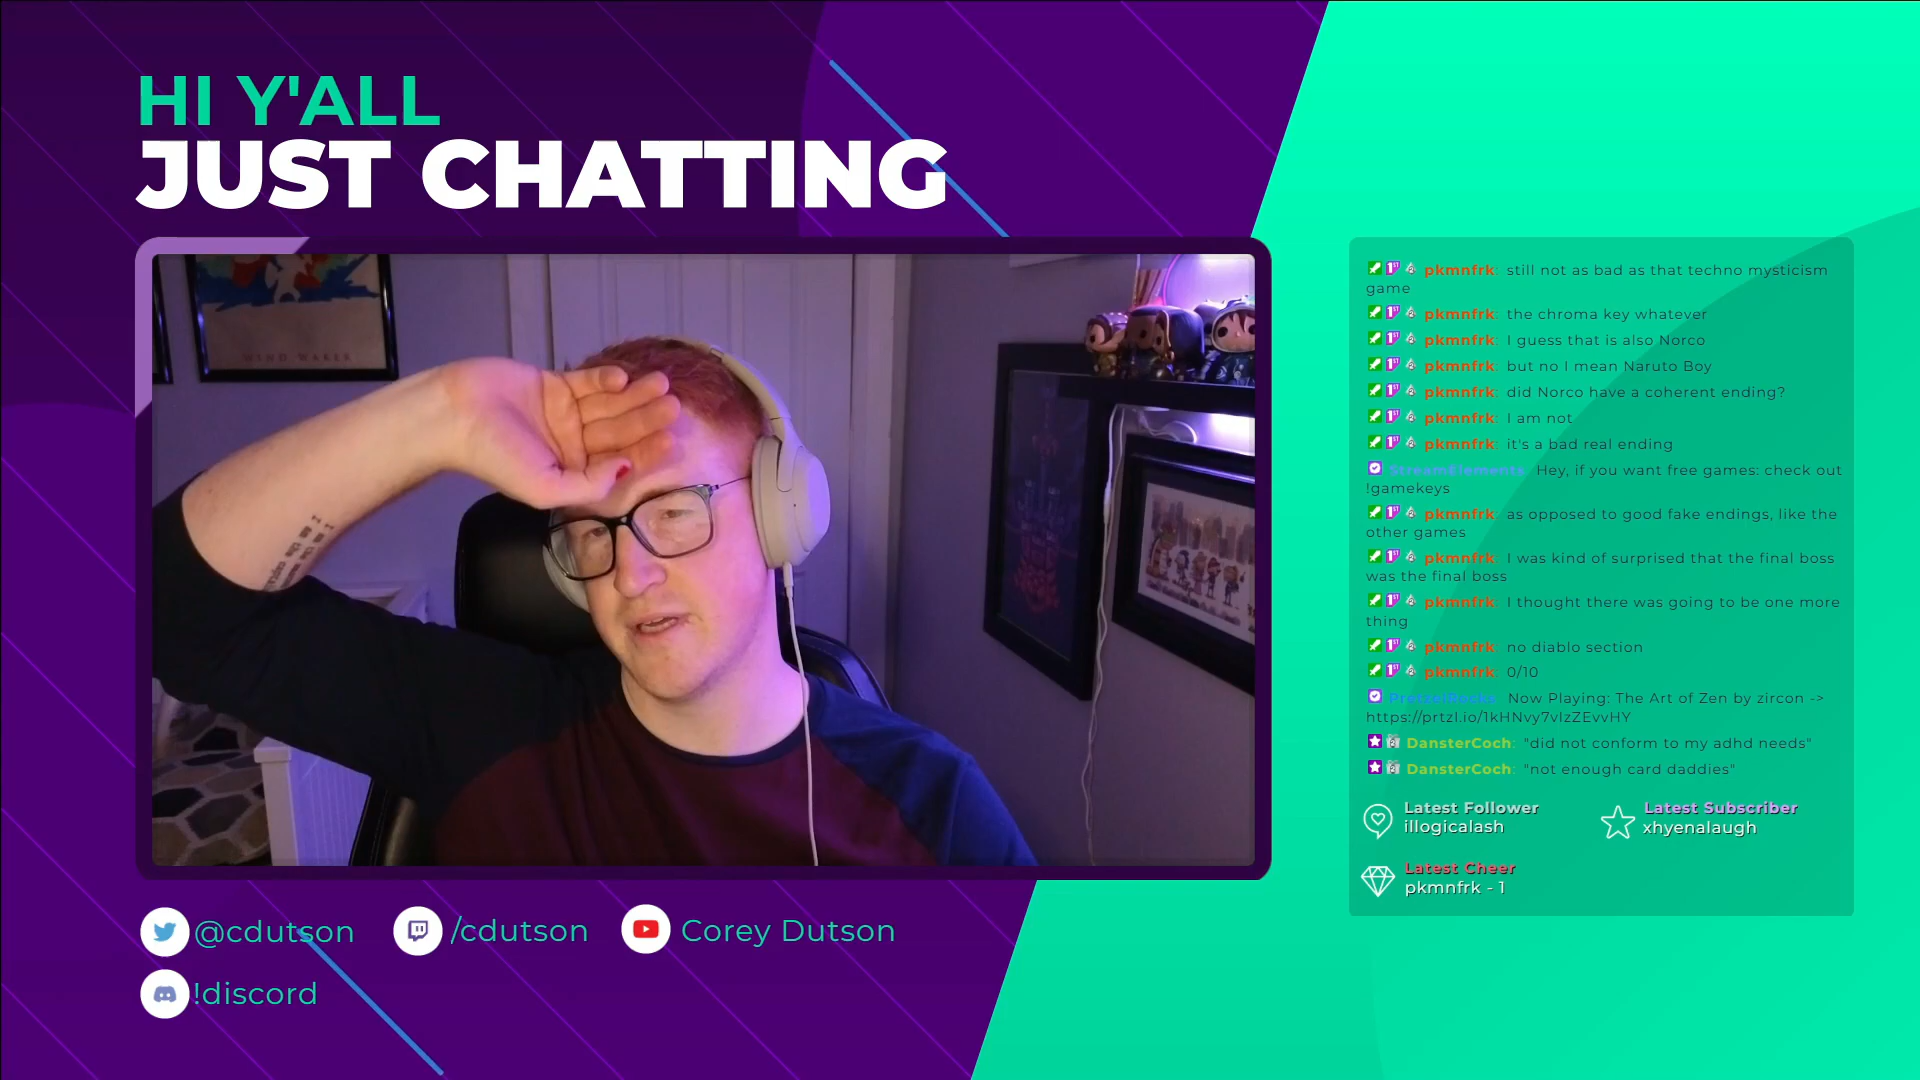 HI Y'ALL
JUST CHATTING
WIND WAKER
pkmnfrk: still not as bad as that techno mysticism
game
pkmnfrk: the chroma key whatever
pkmnfrk: I guess that is also Norco
pkmnfrk: but no I mean Naruto Boy
pkmnfrk: did Norco have a coherent ending?
pkmnfrk: I am not
pkmnfrk: it's a bad real ending
StreamElements: Hey, if you want free games: check out
!gamekeys
pkmnfrk: as opposed to good fake endings, like the
other games
pkmnfrk: I was kind of surprised that the final boss
was the final boss
pkmnfrk: I thought there was going to be one more
thing
pkmnfrk: no diablo section
pkmnfrk: 0/10
PretzelRocks: Now Playing: The Art of Zen by zircon ->
https://prtzl.io/1kHNvy7vlzZEvvHY
DansterCoch: "did not conform to my adhd needs"
DansterCoch: "not enough card daddies"
Latest Follower
illogicalash
Latest Subscriber
xhyenalaugh
Latest Cheer
pkmnfrk - 1
@cdutson
/cdutson
Corey Dutson
!discord